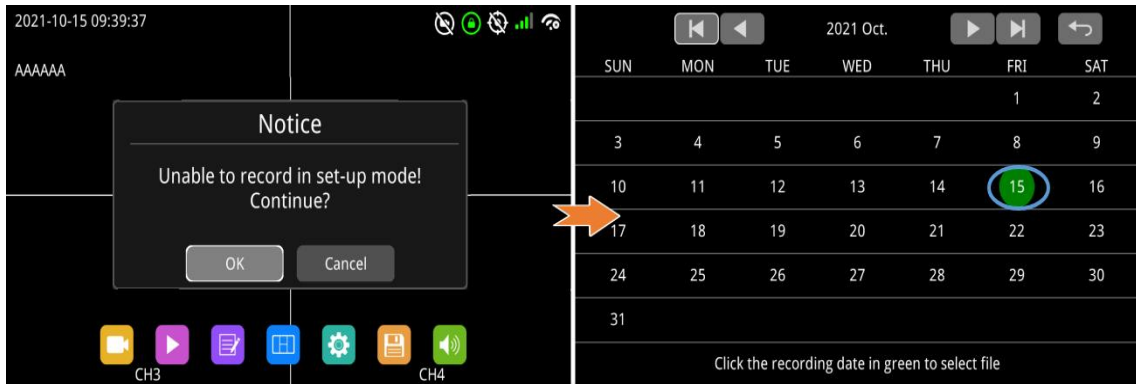 2021-10-15 09:39:37
AAAAAA
Notice
Unable to record in set-up mode!
Continue?
OK Cancel
CH3 CH4
2021 Oct.
SUN MON TUE WED THU FRI SAT
1 2
3 4 5 6 7 8 9
10 11 12 13 14 15 16
17 18 19 20 21 22 23
24 25 26 27 28 29 30
31
Click the recording date in green to select file